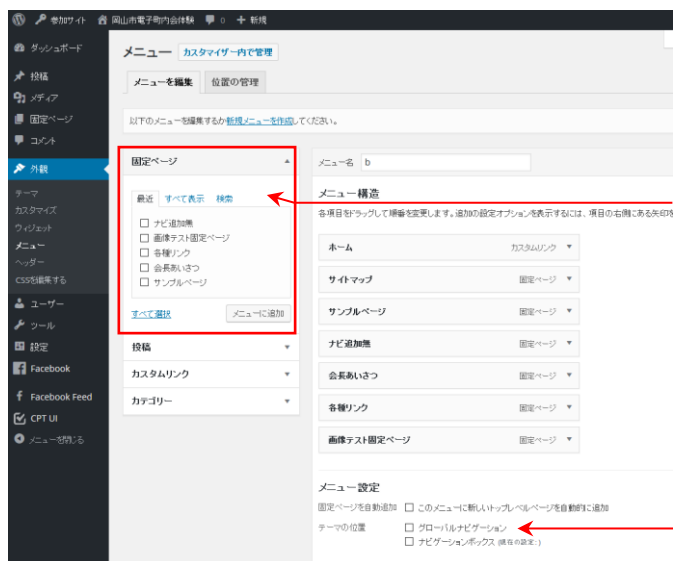 参加サイト 岡山市電子町内会体験 0 + 新規
ダッシュボード
投稿
メディア
固定ページ
コメント
外観
テーマ
カスタマイズ
ウィジェット
メニュー
ヘッダー
CSSを編集する
ユーザー
ツール
設定
Facebook
Facebook Feed
CPT UI
メニューを閉じる
メニュー カスタマイザー内で管理
メニューを編集 位置の管理
以下のメニューを編集するか新規メニューを作成してください。
固定ページ
最近 すべて表示 検索
ナビ追加無
画像テスト固定ページ
各種リンク
会長あいさつ
サンプルページ
すべて選択 メニューに追加
投稿
カスタムリンク
カテゴリー
メニュー名 b
メニュー構造
各項目をドラッグして順番を変更します。追加の設定オプションを表示するには、項目の右側にある矢印を
ホーム カスタムリンク
サイトマップ 固定ページ
サンプルページ 固定ページ
ナビ追加無 固定ページ
会長あいさつ 固定ページ
各種リンク 固定ページ
画像テスト固定ページ 固定ページ
メニュー設定
固定ページを自動追加 このメニューに新しいトップレベルページを自動的に追加
テーマの位置 グローバルナビゲーション
ナビゲーションボックス (現在の設定: )